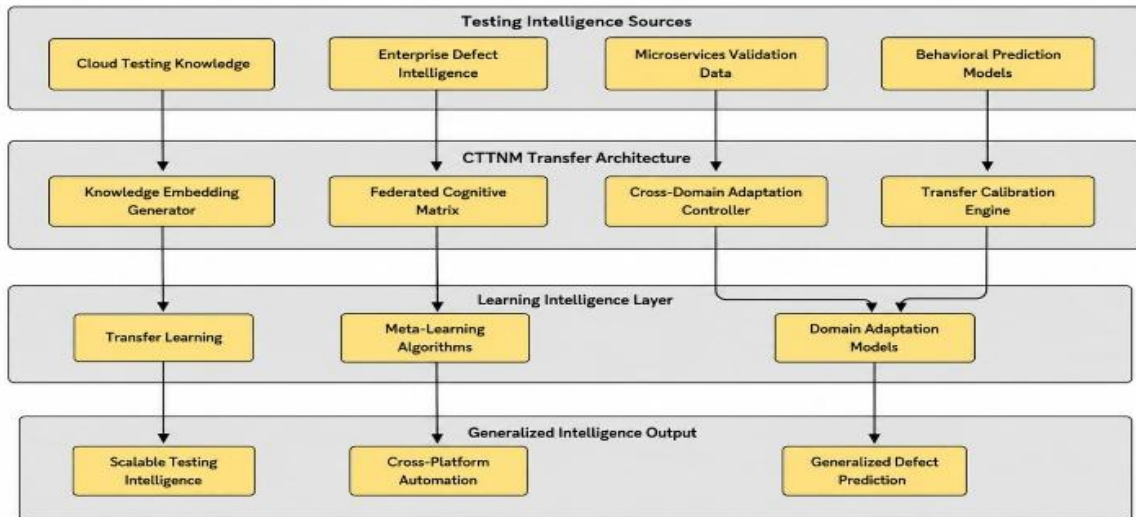 Testing Intelligence Sources
Cloud Testing Knowledge
Enterprise Defect
Intelligence
Microservices Validation
Data
Behavioral Prediction
Models
CTTNM Transfer Architecture
Knowledge Embedding
Generator
Federated Cognitive
Matrix
Cross-Domain Adaptation
Controller
Transfer Calibration
Engine
Learning Intelligence Layer
Transfer Learning
Meta-Learning
Algorithms
Domain Adaptation
Models
Generalized Intelligence Output
Scalable Testing
Intelligence
Cross-Platform
Automation
Generalized Defect
Prediction